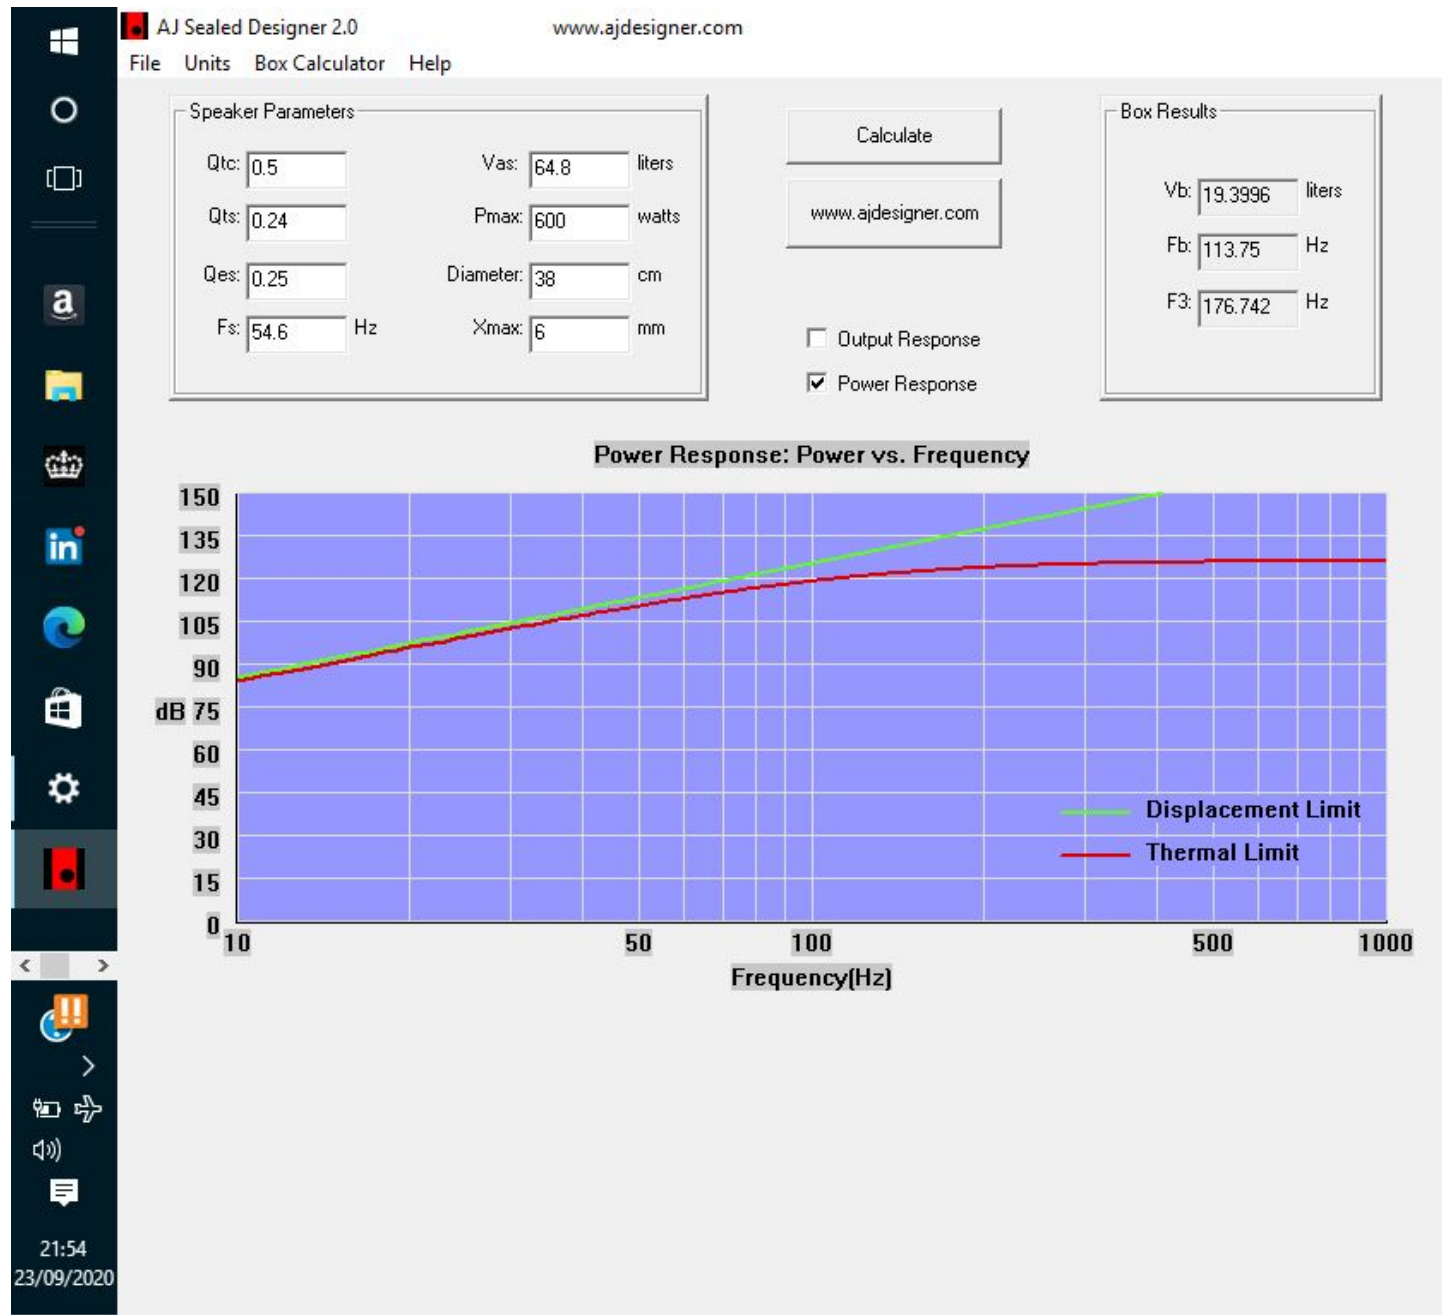 AJ Sealed Designer 2.0 www.ajdesigner.com
File Units Box Calculator Help
Speaker Parameters
Qtc: 0.5 Vas: 64.8 liters
Qts: 0.24 Pmax: 600 watts
Qes: 0.25 Diameter: 38 cm
Fs: 54.6 Hz Xmax: 6 mm
Calculate
www.ajdesigner.com
Output Response
Power Response
Box Results
Vb: 19.3996 liters
Fb: 113.75 Hz
F3: 176.742 Hz
Power Response: Power vs. Frequency
150
135
120
105
90
dB 75
60
45
30
15
0
Displacement Limit
Thermal Limit
10 50 100 500 1000
Frequency(Hz)
a
in
21:54
23/09/2020